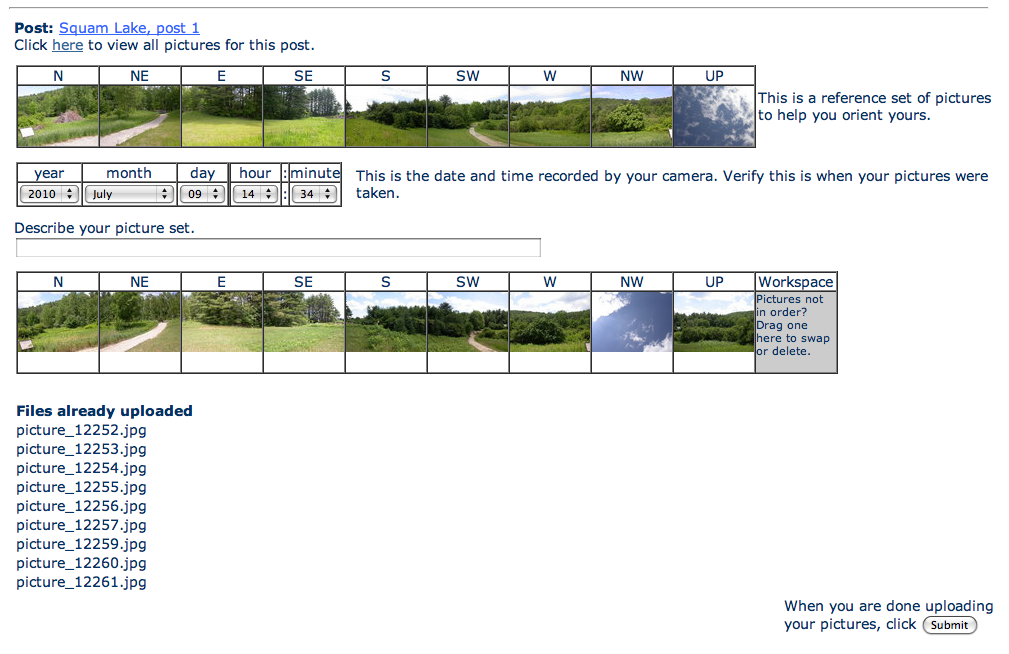 Post: Squam Lake, post 1
Click here to view all pictures for this post.
N NE E SE S SW W NW UP
This is a reference set of pictures
to help you orient yours.
year month day hour : minute
2010 July 09 14 : 34
This is the date and time recorded by your camera. Verify this is when your pictures were
taken.
Describe your picture set.
N NE E SE S SW W NW UP Workspace
Pictures not
in order?
Drag one
here to swap
or delete.
Files already uploaded
picture_12252.jpg
picture_12253.jpg
picture_12254.jpg
picture_12255.jpg
picture_12256.jpg
picture_12257.jpg
picture_12259.jpg
picture_12260.jpg
picture_12261.jpg
When you are done uploading
your pictures, click Submit